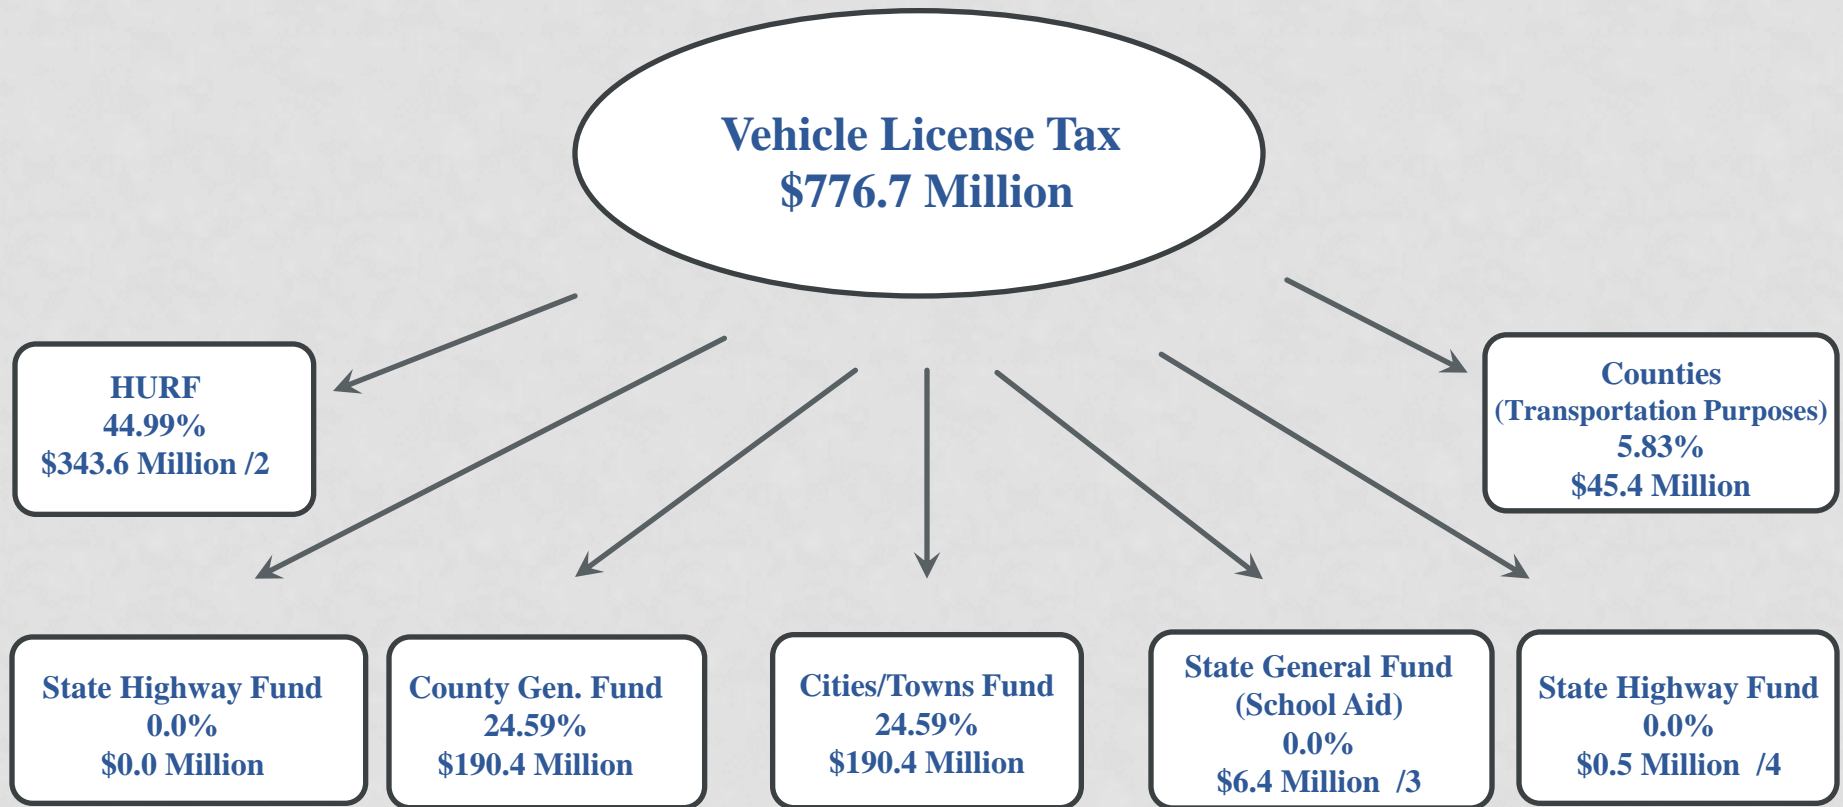 Vehicle License Tax
$776.7 Million
HURF
44.99%
$343.6 Million /2
Counties
(Transportation Purposes)
5.83%
$45.4 Million
State Highway Fund
0.0%
$0.0 Million
County Gen. Fund
24.59%
$190.4 Million
Cities/Towns Fund
24.59%
$190.4 Million
State General Fund
(School Aid)
0.0%
$6.4 Million /3
State Highway Fund
0.0%
$0.5 Million /4